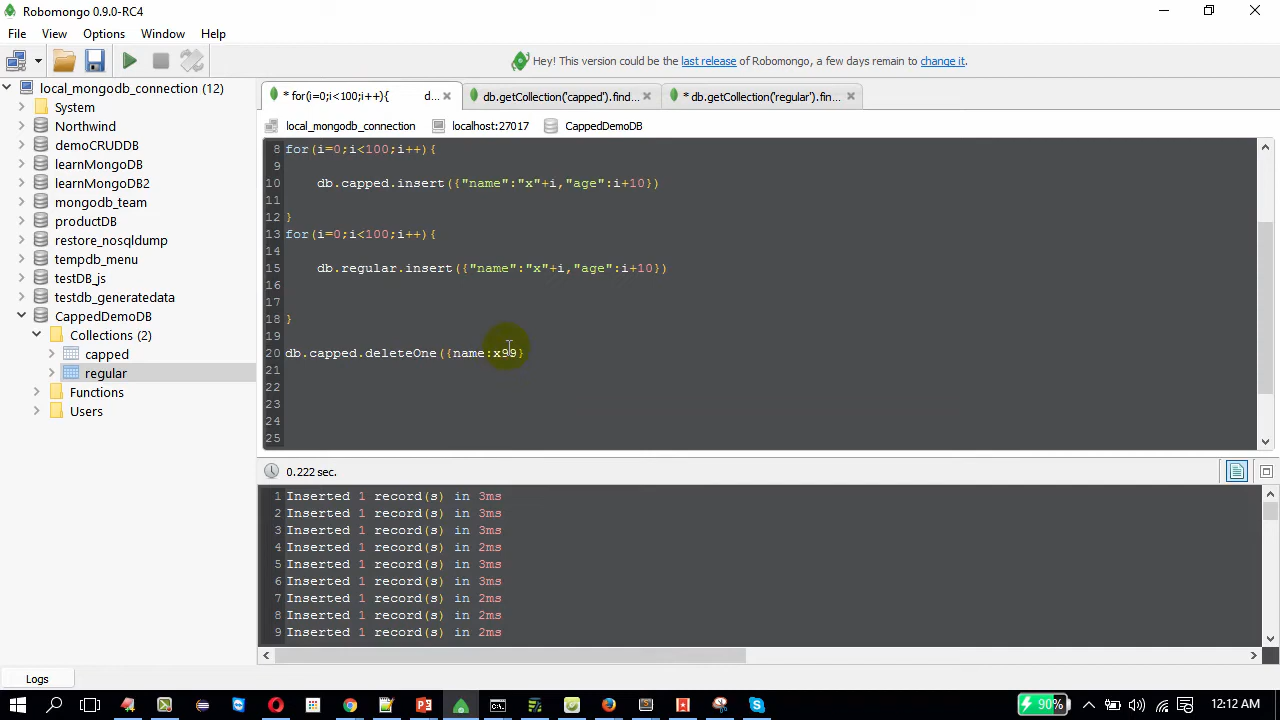 Robomongo 0.9.0-RC4
File View Options Window Help
Hey! This version could be the last release of Robomongo, a few days remain to change it.
local_mongodb_connection (12)
System
Northwind
demoCRUDDB
learnMongoDB
learnMongoDB2
mongodb_team
productDB
restore_nosqldump
tempdb_menu
testDB_js
testdb_generatedata
CappedDemoDB
Collections (2)
capped
regular
Functions
Users
* for(i=0;i<100;i++){ d...
db.getCollection('capped').find...
* db.getCollection('regular').fin...
local_mongodb_connection localhost:27017 CappedDemoDB
8 for(i=0;i<100;i++){
9
10 db.capped.insert({"name":"x"+i,"age":i+10})
11
12 }
13 for(i=0;i<100;i++){
14
15 db.regular.insert({"name":"x"+i,"age":i+10})
16
17
18 }
19
20 db.capped.deleteOne({name:x99}
21
22
23
24
25
0.222 sec.
1 Inserted 1 record(s) in 3ms
2 Inserted 1 record(s) in 3ms
3 Inserted 1 record(s) in 3ms
4 Inserted 1 record(s) in 2ms
5 Inserted 1 record(s) in 3ms
6 Inserted 1 record(s) in 3ms
7 Inserted 1 record(s) in 2ms
8 Inserted 1 record(s) in 2ms
9 Inserted 1 record(s) in 2ms
Logs
90%
12:12 AM